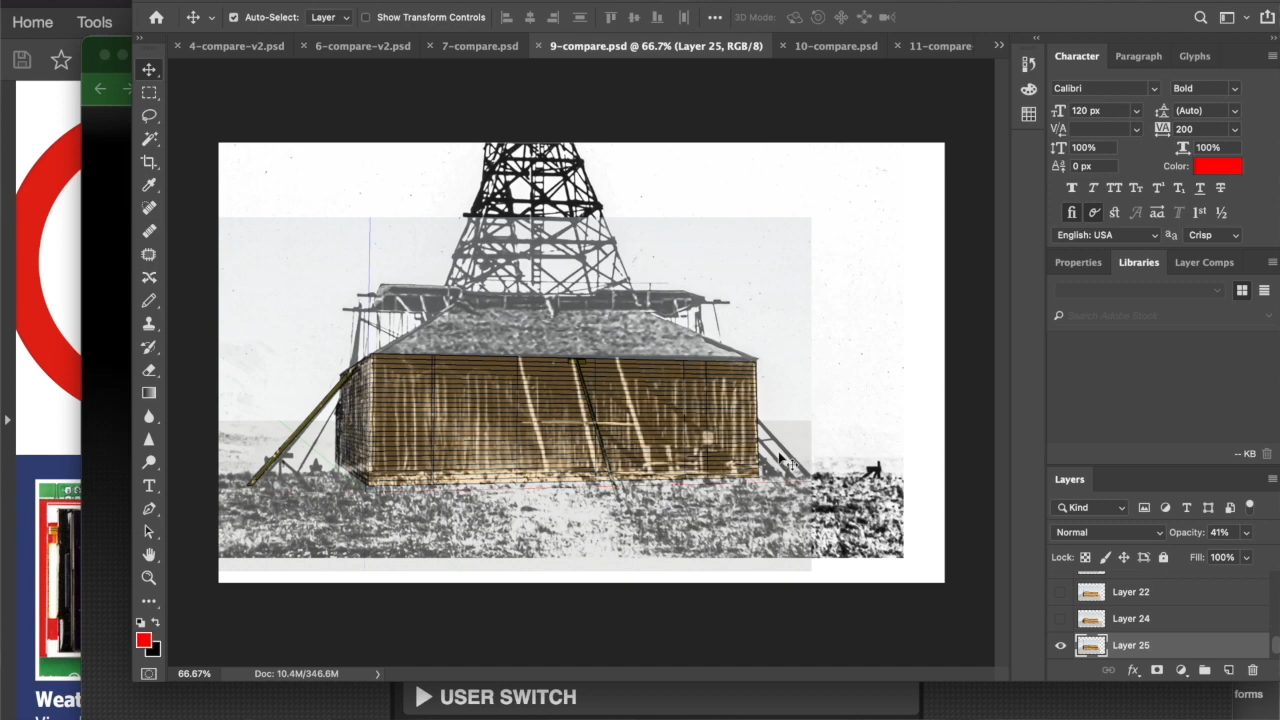 Home Tools
Auto-Select: Layer Show Transform Controls 3D Mode:
4-compare-v2.psd 6-compare-v2.psd 7-compare.psd 9-compare.psd @ 66.7% (Layer 25, RGB/8) 10-compare.psd 11-compare
Character Paragraph Glyphs
Calibri Bold
120 px (Auto)
200
100% 100%
0 px Color:
English: USA Crisp
Properties Libraries Layer Comps
Search Adobe Stock
-- KB
Layers
Kind
Normal Opacity: 41%
Lock: Fill: 100%
Layer 22
Layer 24
Layer 25
66.67% Doc: 10.4M/346.6M
Weat
USER SWITCH
forms